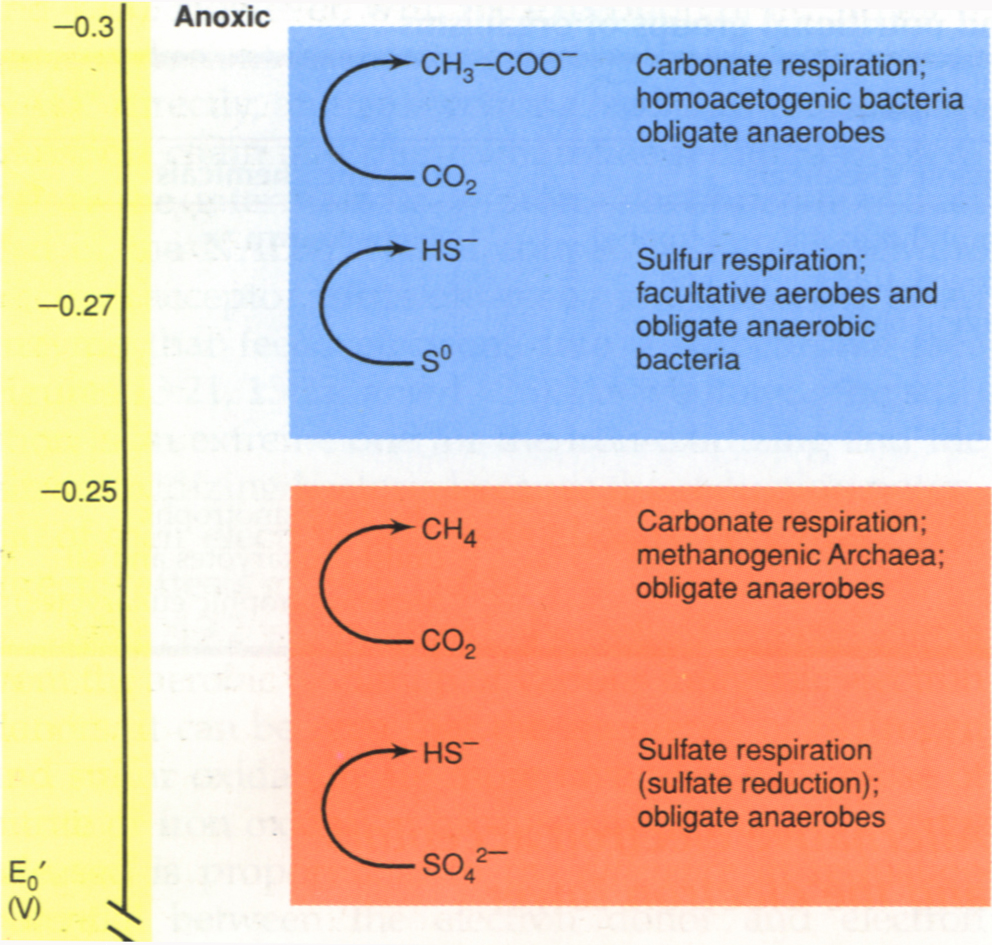 −0.3
Anoxic
CH₃−COO⁻
CO₂
Carbonate respiration;
homoacetogenic bacteria
obligate anaerobes
−0.27
HS⁻
S⁰
Sulfur respiration;
facultative aerobes and
obligate anaerobic
bacteria
−0.25
CH₄
CO₂
Carbonate respiration;
methanogenic Archaea;
obligate anaerobes
HS⁻
SO₄²⁻
Sulfate respiration
(sulfate reduction);
obligate anaerobes
E₀′
(V)